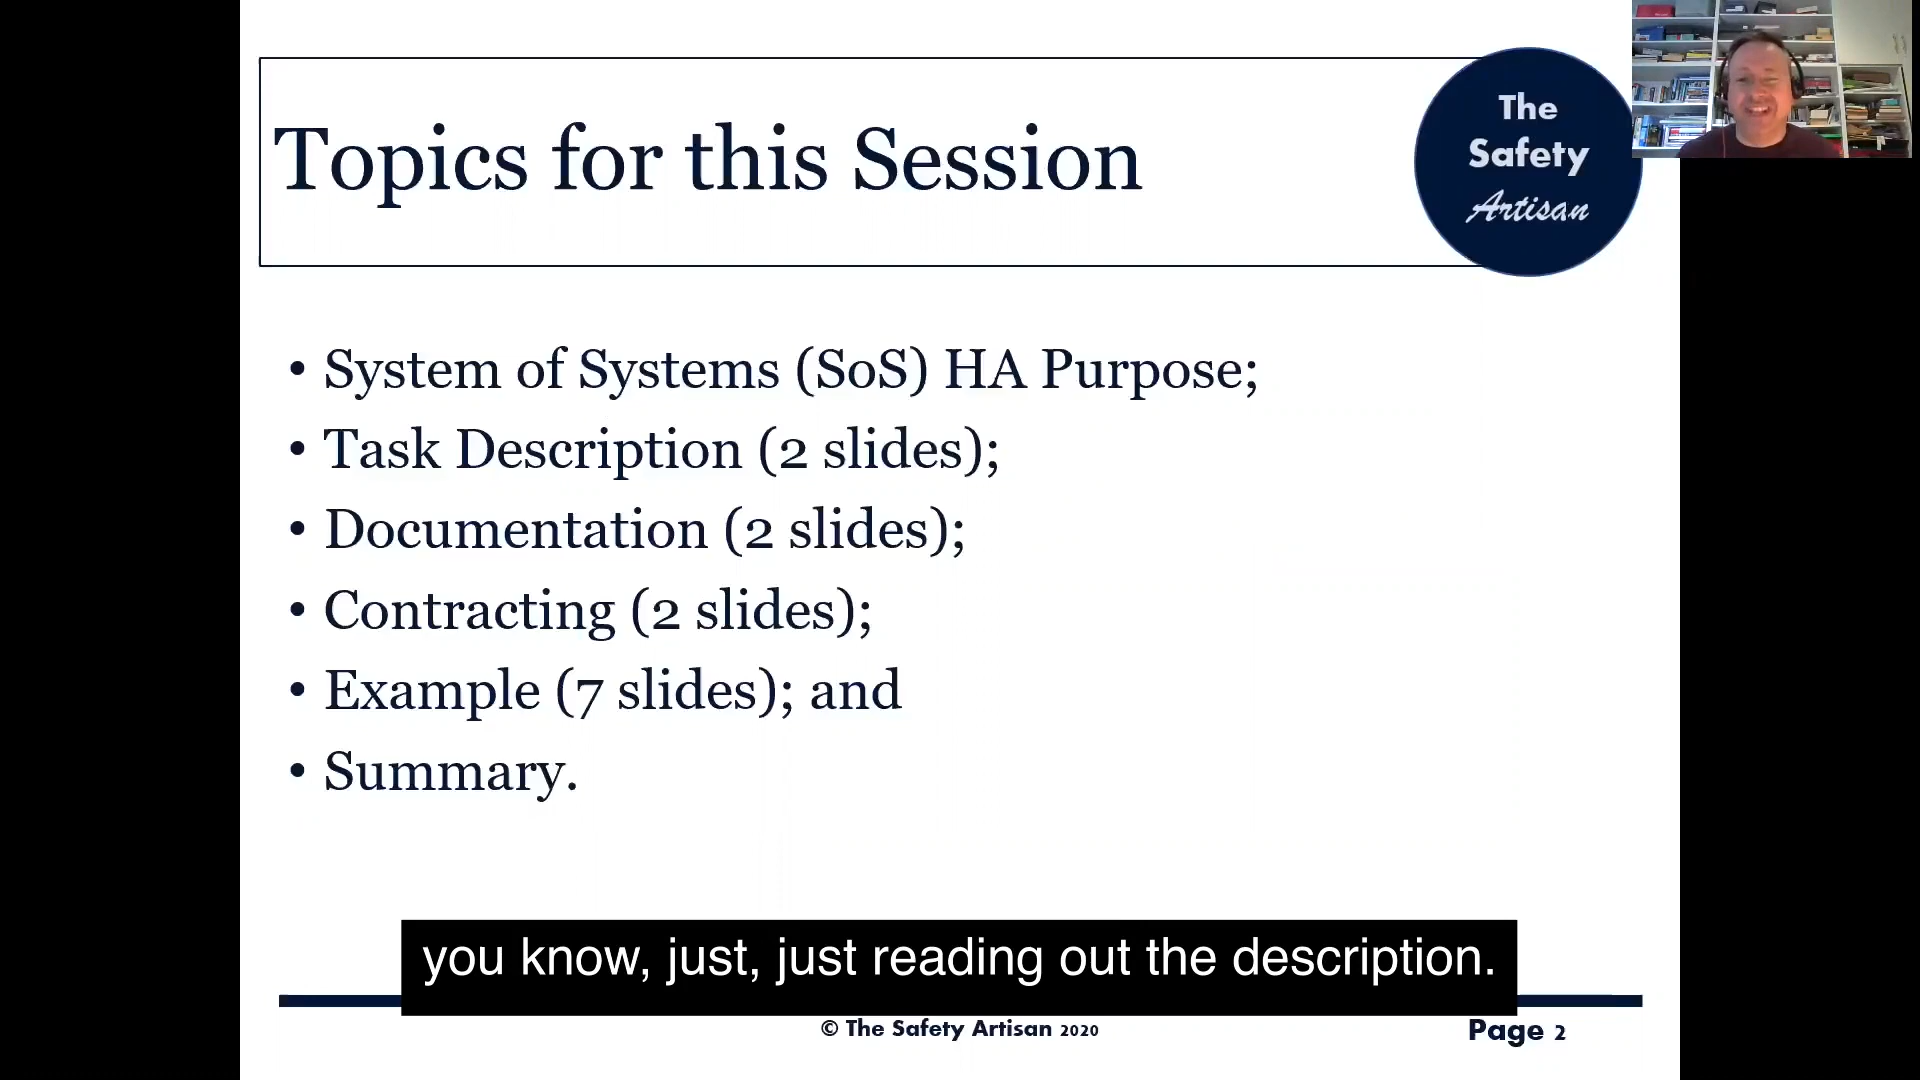 Topics for this Session
The
Safety
Artisan
• System of Systems (SoS) HA Purpose;
• Task Description (2 slides);
• Documentation (2 slides);
• Contracting (2 slides);
• Example (7 slides); and
• Summary.
you know, just, just reading out the description.
© The Safety Artisan 2020
Page 2